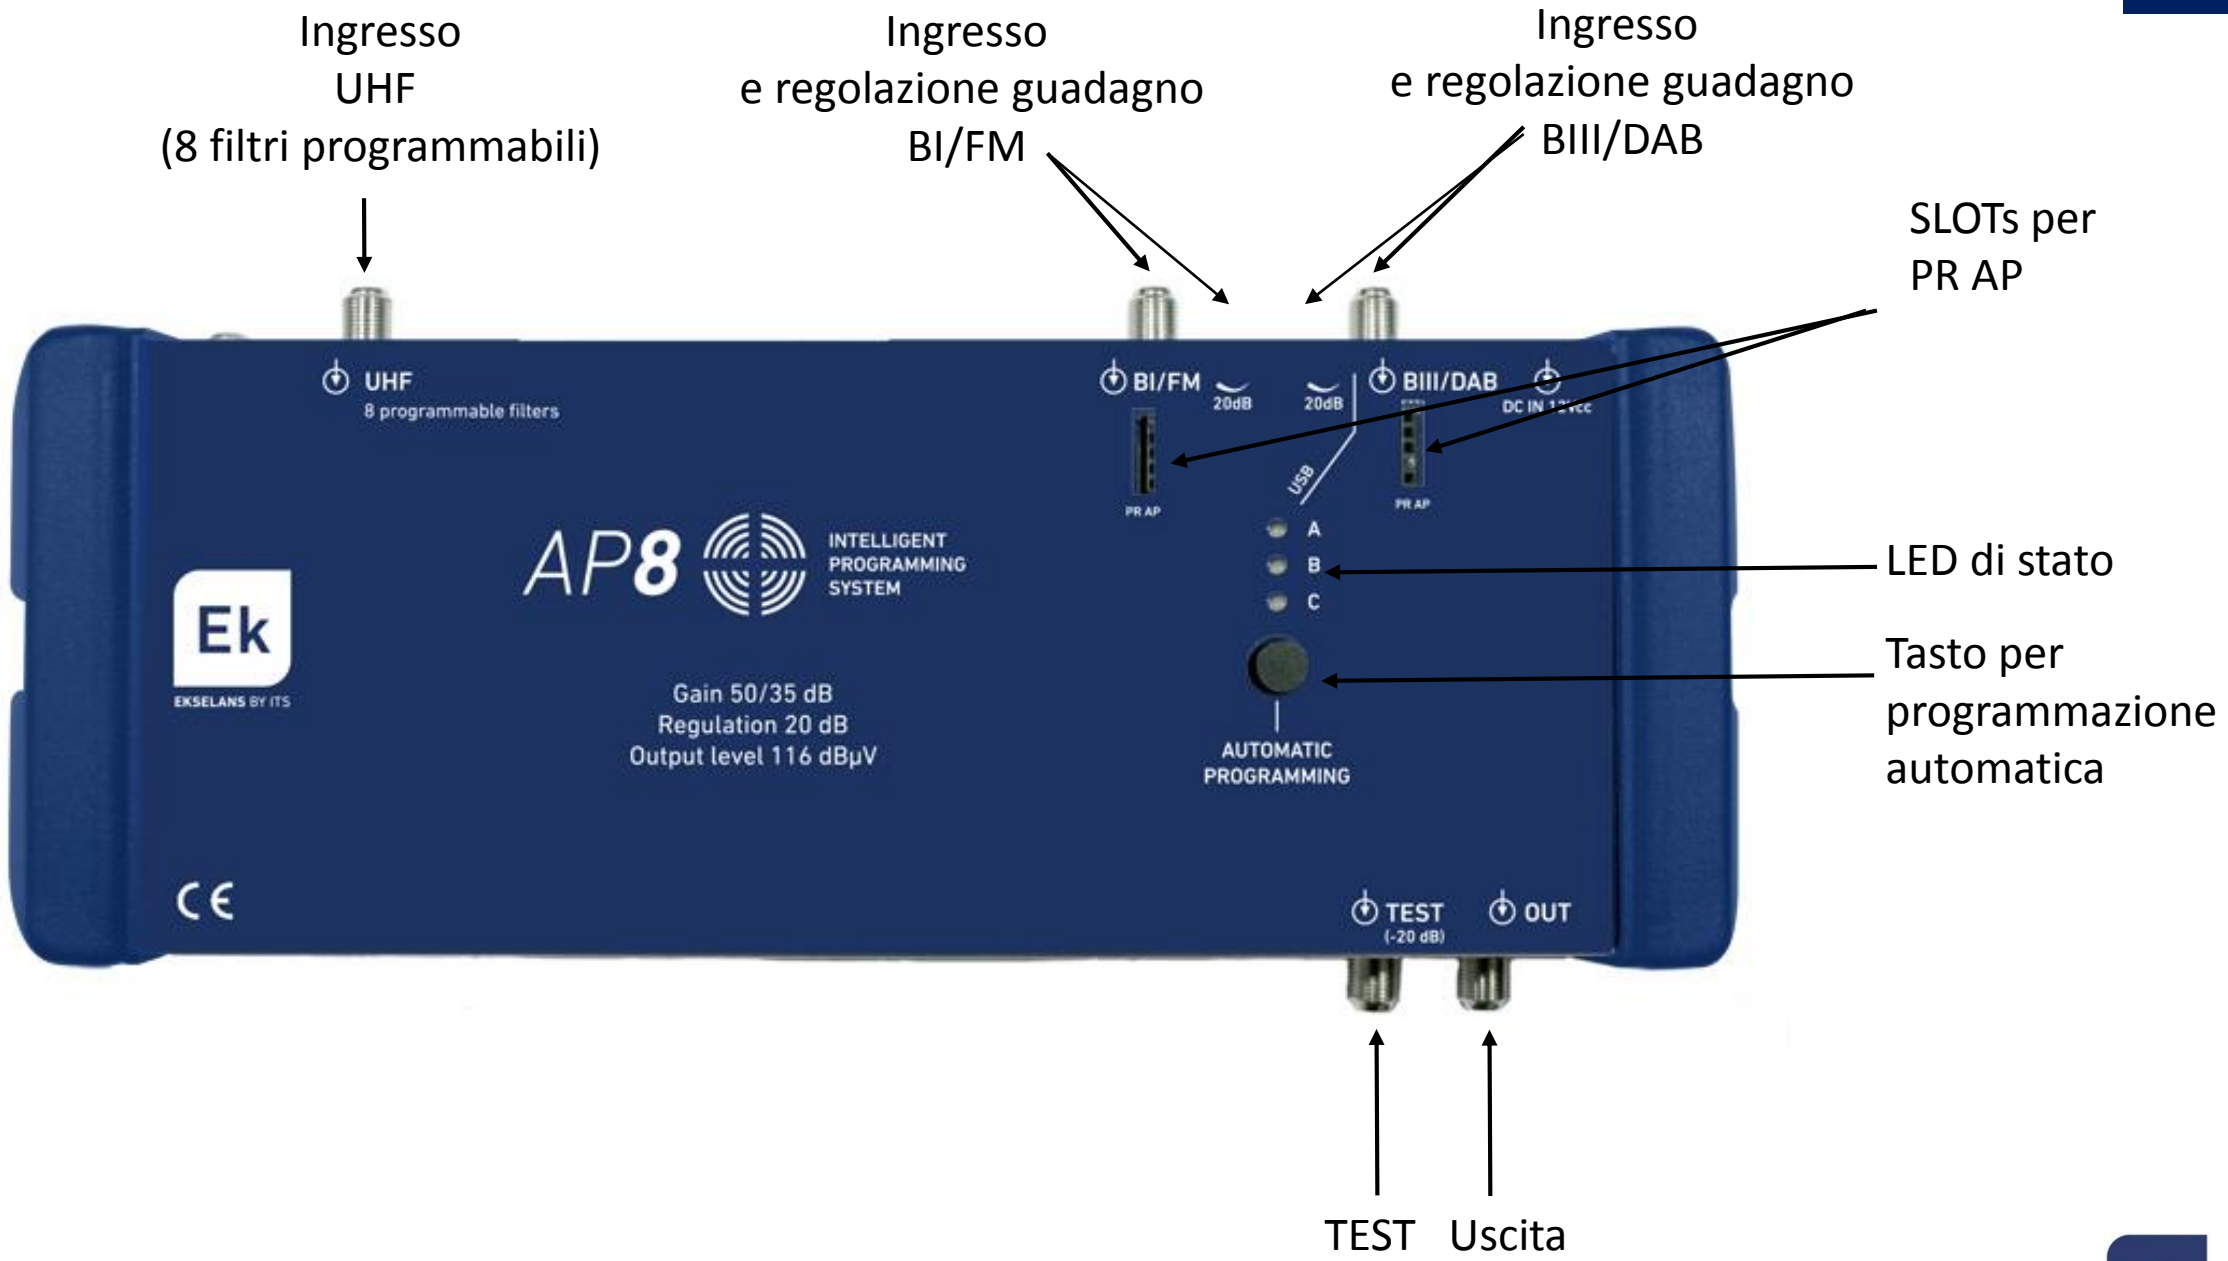 Ingresso
UHF
(8 filtri programmabili)
Ingresso
e regolazione guadagno
BI/FM
Ingresso
e regolazione guadagno
BIII/DAB
SLOTs per
PR AP
UHF
8 programmable filters
BI/FM
20dB
20dB
BIII/DAB
DC IN 12Vcc
USB
PR AP
PR AP
A
B
C
AP8
INTELLIGENT
PROGRAMMING
SYSTEM
Ek
EKSELANS BY ITS
Gain 50/35 dB
Regulation 20 dB
Output level 116 dBµV
AUTOMATIC
PROGRAMMING
LED di stato
Tasto per
programmazione
automatica
CE
TEST
(-20 dB)
OUT
TEST
Uscita